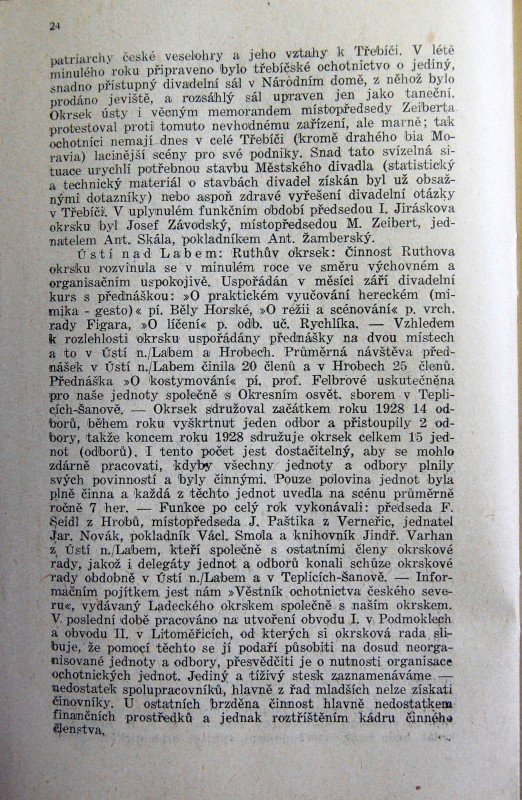 24
patriarchy české veselohry a jeho vztahy k Třebíči. V létě
minulého roku připraveno bylo třebíčské ochotnictvo o jediný,
snadno přístupný divadelní sál v Národním domě, z něhož bylo
prodáno jeviště, a rozsáhlý sál upraven jen jako taneční.
Okrsek ústy i věcným memorandem místopředsedy Zeiberta
protestoval proti tomuto nevhodnému zařízení, ale marně; tak
ochotníci nemají dnes v celé Třebíči (kromě drahého bia Mo-
ravia) lacinější scény pro své podniky. Snad tato svízelná si-
tuace urychlí potřebnou stavbu Městského divadla (statistický
a technický materiál o stavbách divadel získán byl už obsaž-
nými dotazníky) nebo aspoň zdravé vyřešení divadelní otázky
v Třebíči. V uplynulém funkčním období předsedou I. Jiráskova
okrsku byl Josef Závodský, místopředsedou M. Zeibert, jed-
natelem Ant. Skála, pokladníkem Ant. Žamberský.
Ústí nad Labem: Ruthův okrsek: Činnost Ruthova
okrsku rozvinula se v minulém roce ve směru výchovném a
organisačním uspokojivě. Uspořádán v měsíci září divadelní
kurs s přednáškou: »O praktickém vyučování hereckém (mi-
mika - gesto)« pí. Běly Horské, »O režii a scénování« p. vrch.
rady Figara, »O líčení« p. odb. uč. Rychlíka. — Vzhledem
k rozlehlosti okrsku uspořádány přednášky na dvou místech
a to v Ústí n./Labem a Hrobech. Průměrná návštěva před-
nášek v Ústí n./Labem činila 20 členů a v Hrobech 25 členů.
Přednáška »O kostymování« pí. prof. Felbrové uskutečněna
pro naše jednoty společně s Okresním osvět. sborem v Tepli-
cích-Šanově. — Okrsek sdružoval začátkem roku 1928 14 od-
borů, během roku vyškrtnut jeden odbor a přistoupily 2 od-
bory, takže koncem roku 1928 sdružuje okrsek celkem 15 jed-
not (odborů). I tento počet jest dostačitelný, aby se mohlo
zdárně pracovati, kdyby všechny jednoty a odbory plnily
svých povinností a byly činnými. Pouze polovina jednot byla
plně činna a každá z těchto jednot uvedla na scénu průměrně
ročně 7 her. — Funkce po celý rok vykonávali: předseda F.
Seidl z Hrobů, místopředseda J. Paštika z Verneřic, jednatel
Jar. Novák, pokladník Václ. Smola a knihovník Jindř. Varhan
z Ústí n./Labem, kteří společně s ostatními členy okrskové
rady, jakož i delegáty jednot a odborů konali schůze okrskové
rady obdobně v Ústí n./Labem a v Teplicích-Šanově. — Infor-
mačním pojítkem jest nám »Věstník ochotnictva českého seve-
ru«, vydávaný Ladeckého okrskem společně s naším okrskem.
V poslední době pracováno na utvoření obvodu I. v Podmoklech
a obvodu II. v Litoměřicích, od kterých si okrsková rada sli-
buje, že pomocí těchto se jí podaří působiti na dosud neorga-
nisované jednoty a odbory, přesvědčiti je o nutnosti organisace
ochotnických jednot. Jediný a tíživý stesk zaznamenáváme —
nedostatek spolupracovníků, hlavně z řad mladších nelze získati
činovníky. U ostatních brzděna činnost hlavně nedostatkem
finančních prostředků a jednak roztříštěním kádru činného
členstva.